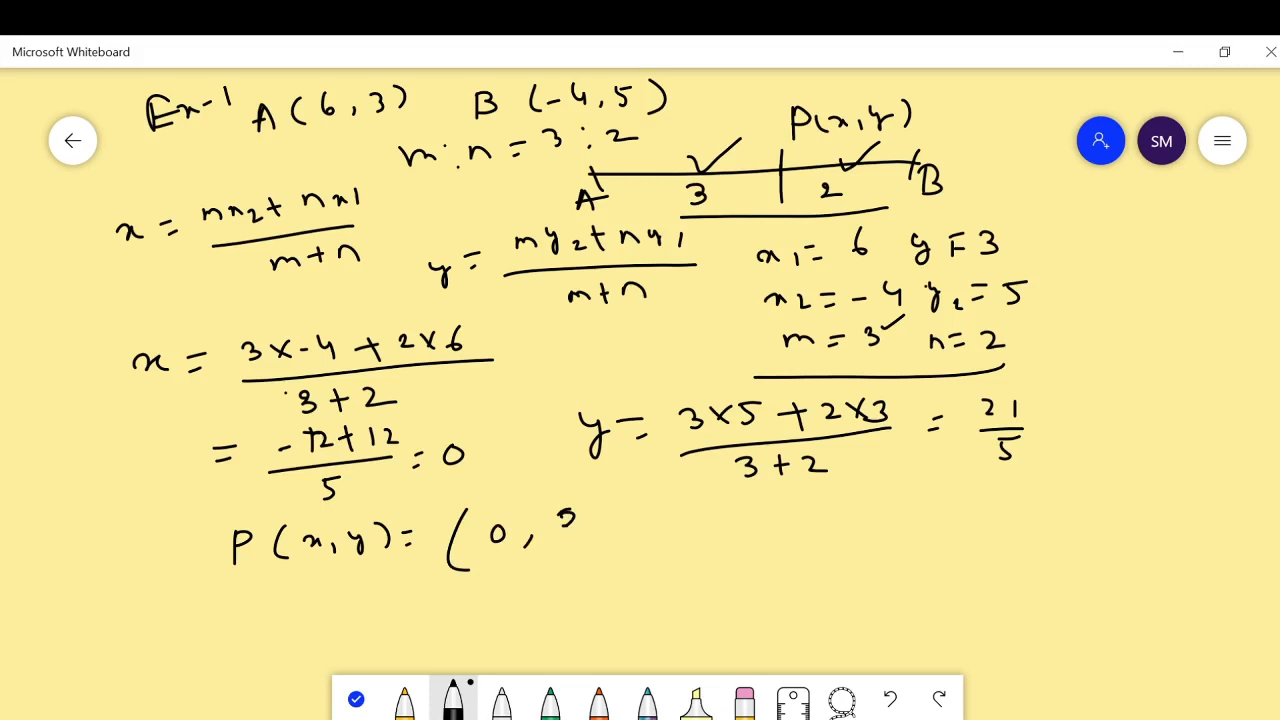 Microsoft Whiteboard
Ex-1 A(6,3) B(-4,5)
m:n = 3:2
P(x,y)
A 3 2 B
SM
x = mx₂ + nx1 / m+n
y = my₂ + ny1 / m+n
x₁ = 6 y₁ = 3
x2 = -4 y₂ = 5
m = 3 n = 2
x = 3×-4 + 2×6 / 3+2
= -12+12 / 5 = 0
y = 3×5 + 2×3 / 3+2 = 21 / 5
P(x,y) = (0,